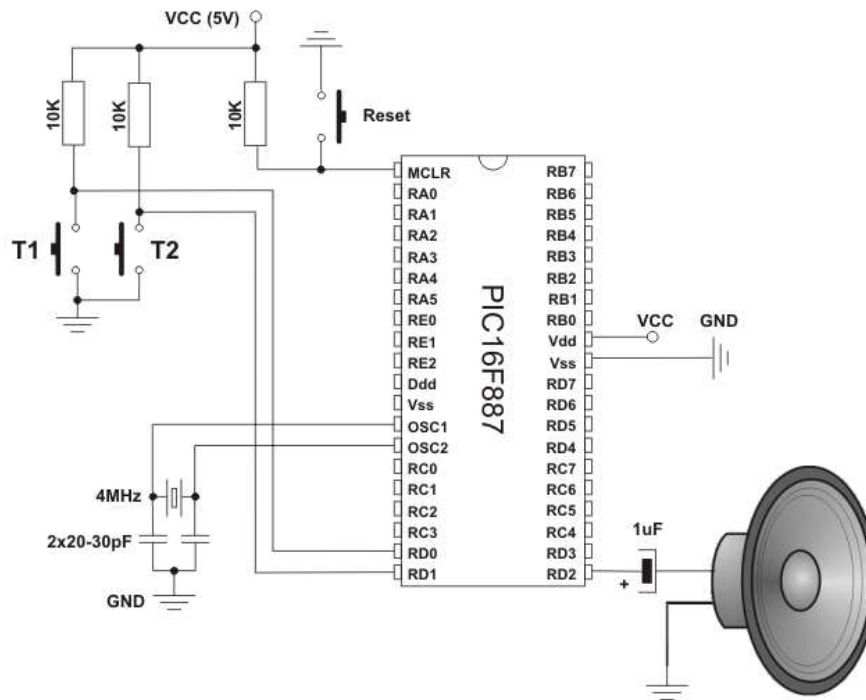 VCC (5V)
10K
10K
10K
Reset
T1
T2
MCLR
RA0
RA1
RA2
RA3
RA4
RA5
RE0
RE1
RE2
Ddd
Vss
OSC1
OSC2
RC0
RC1
RC2
RC3
RD0
RD1
PIC16F887
RB7
RB6
RB5
RB4
RB3
RB2
RB1
RB0
Vdd
Vss
RD7
RD6
RD5
RD4
RC7
RC6
RC5
RC4
RD3
RD2
VCC
GND
4MHz
2x20-30pF
GND
1uF
+